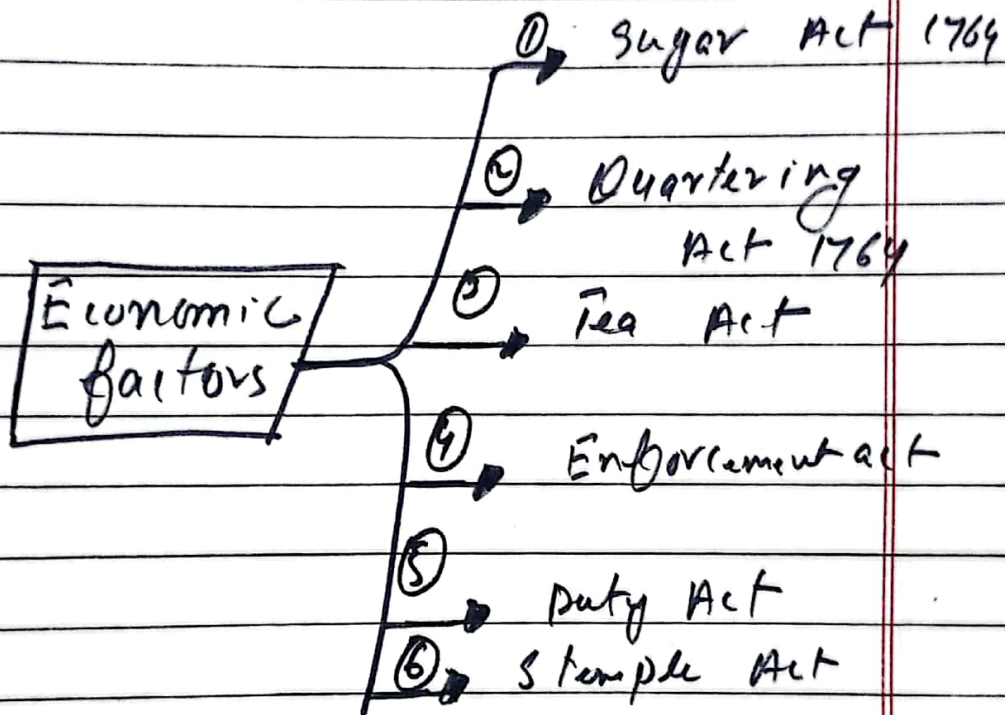 ① Sugar Act 1764
② Quartering
Act 1764
Economic
factors
③ Tea Act
④ Enforcement act
⑤ Duty Act
⑥ Stemple Act